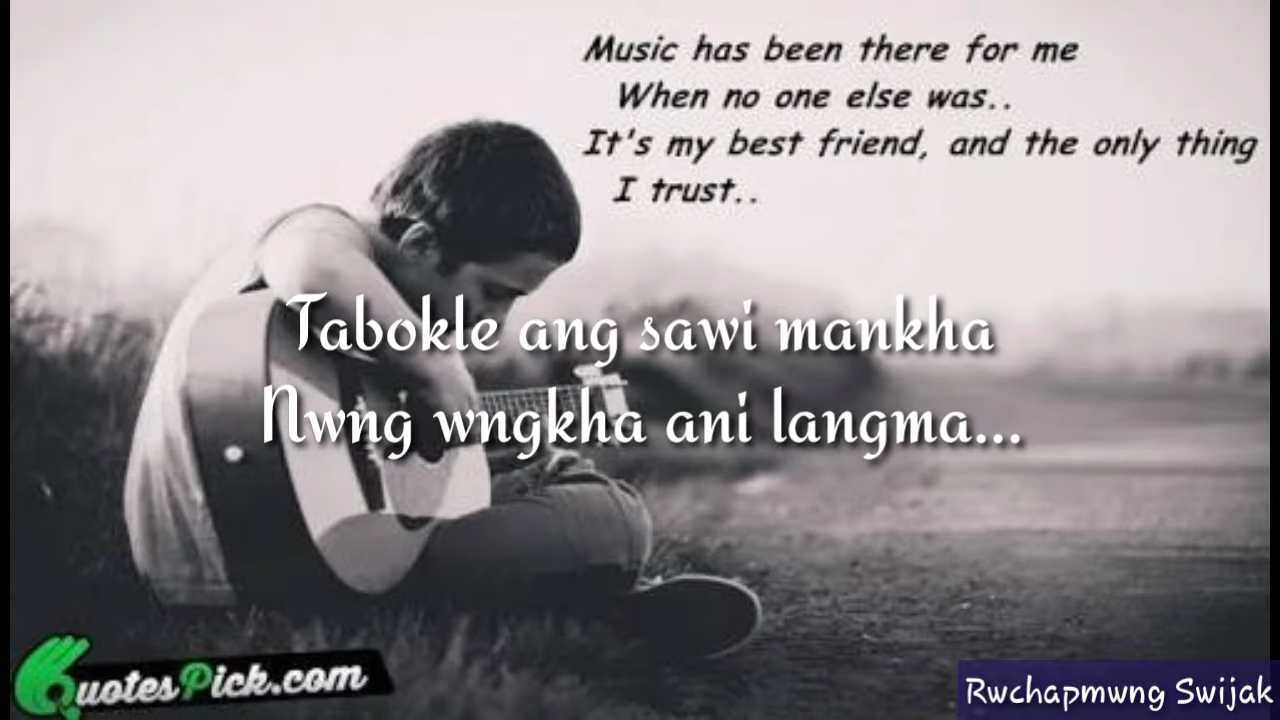 Music has been there for me
When no one else was..
It's my best friend, and the only thing
I trust..
Tabokle ang sawi mankha
Nwng wngkha ani langma...
QuotesPick.com
Rwchapmwng Swijak